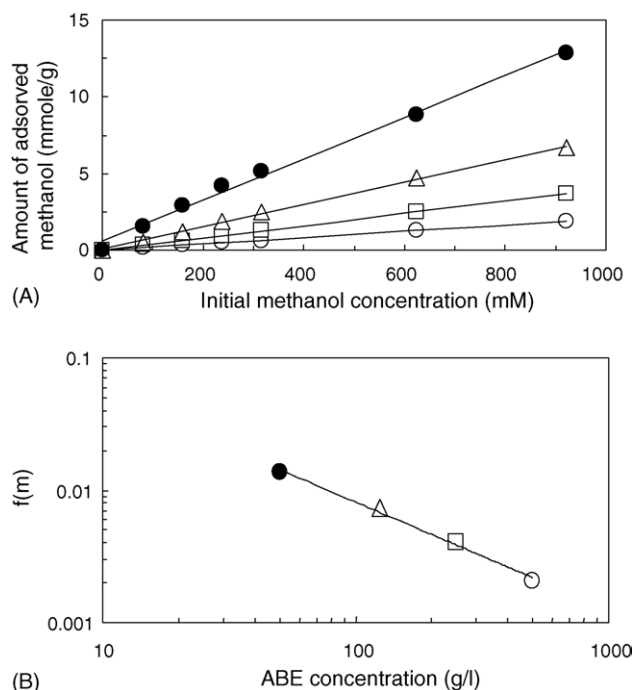 15
10
5
0
Amount of adsorved
methanol (mmole/g)
0 200 400 600 800 1000
(A) Initial methanol concentration (mM)
0.1
0.01
0.001
f(m)
10 100 1000
(B) ABE concentration (g/l)